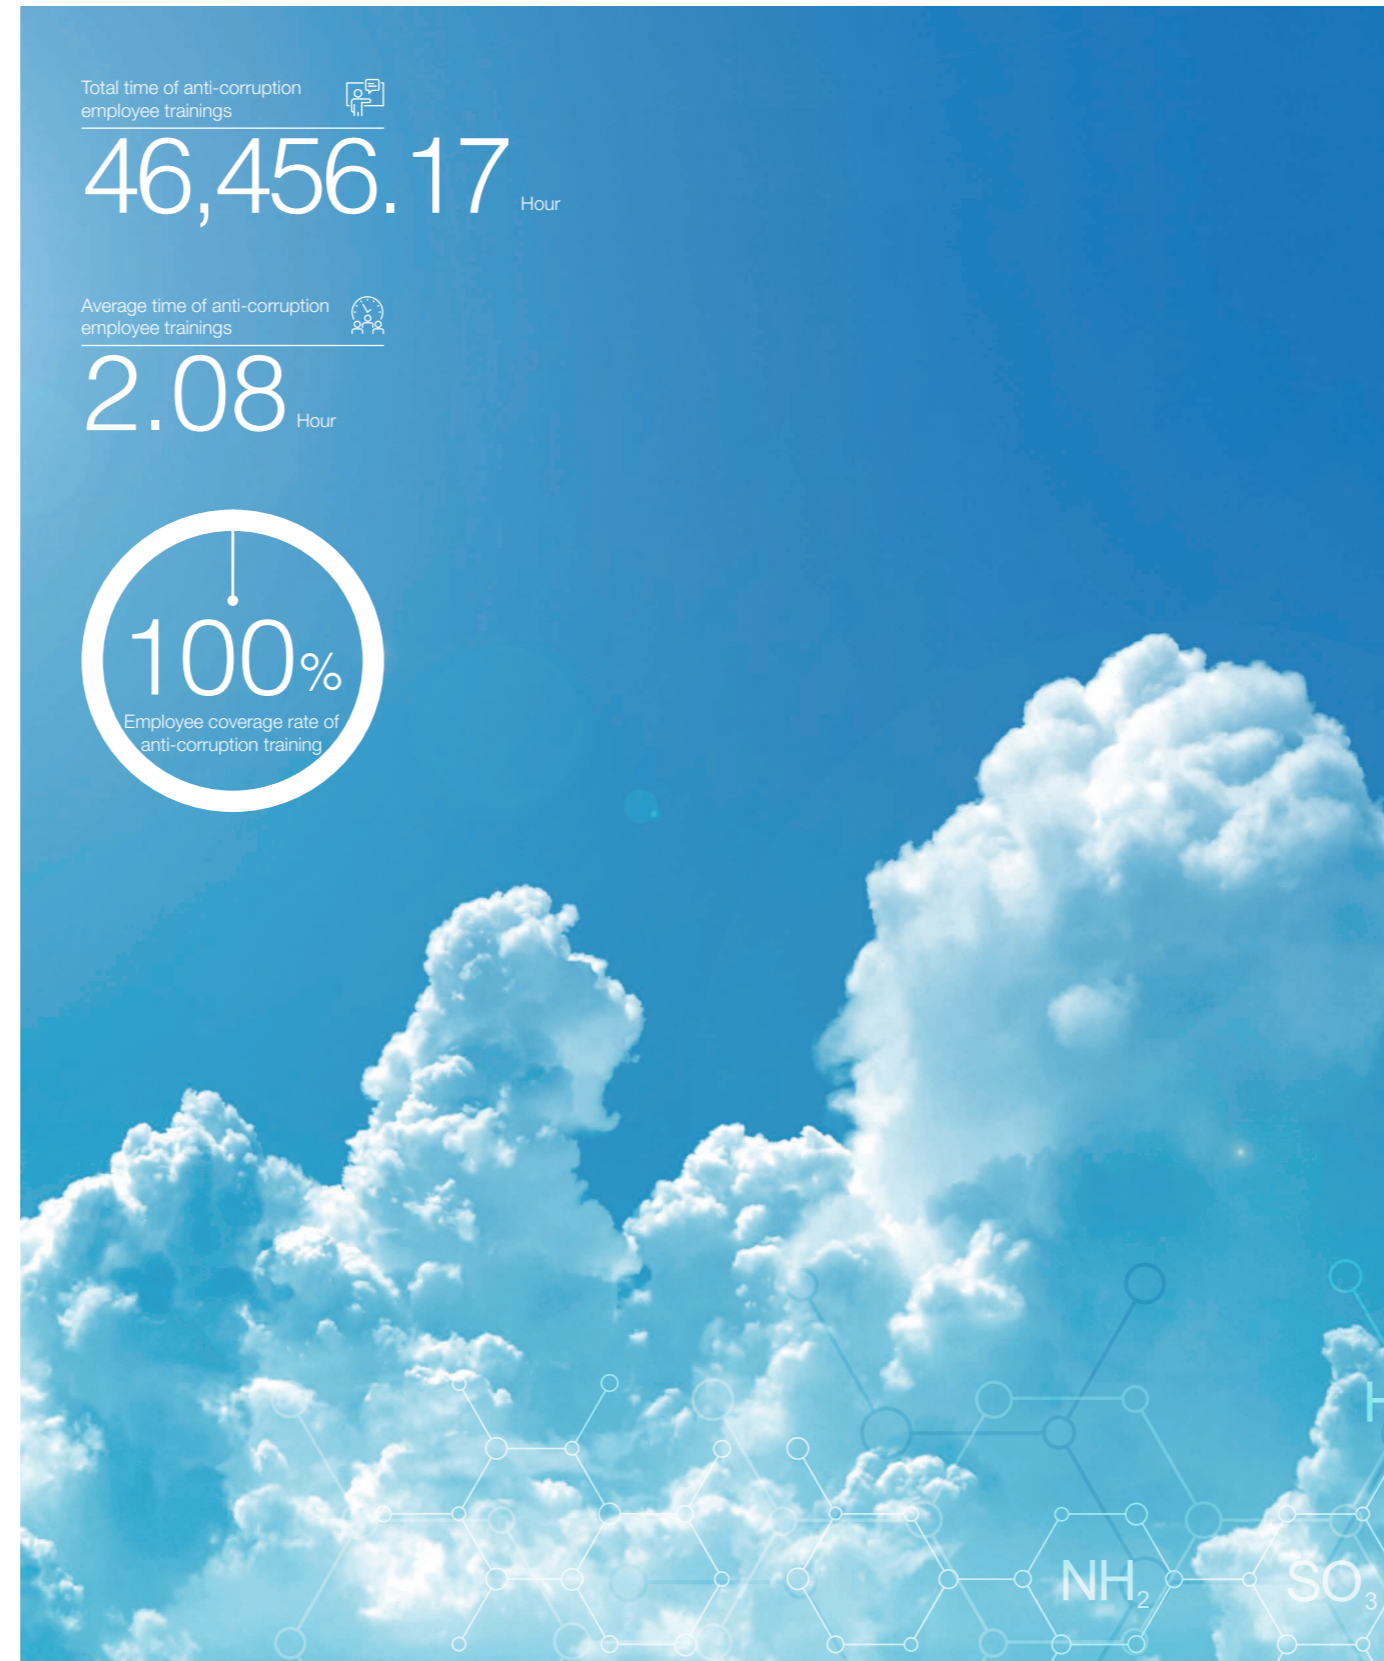 Total time of anti-corruption
employee trainings
46,456.17 Hour
Average time of anti-corruption
employee trainings
2.08 Hour
100%
Employee coverage rate of
anti-corruption training
H
NH₂
SO₃